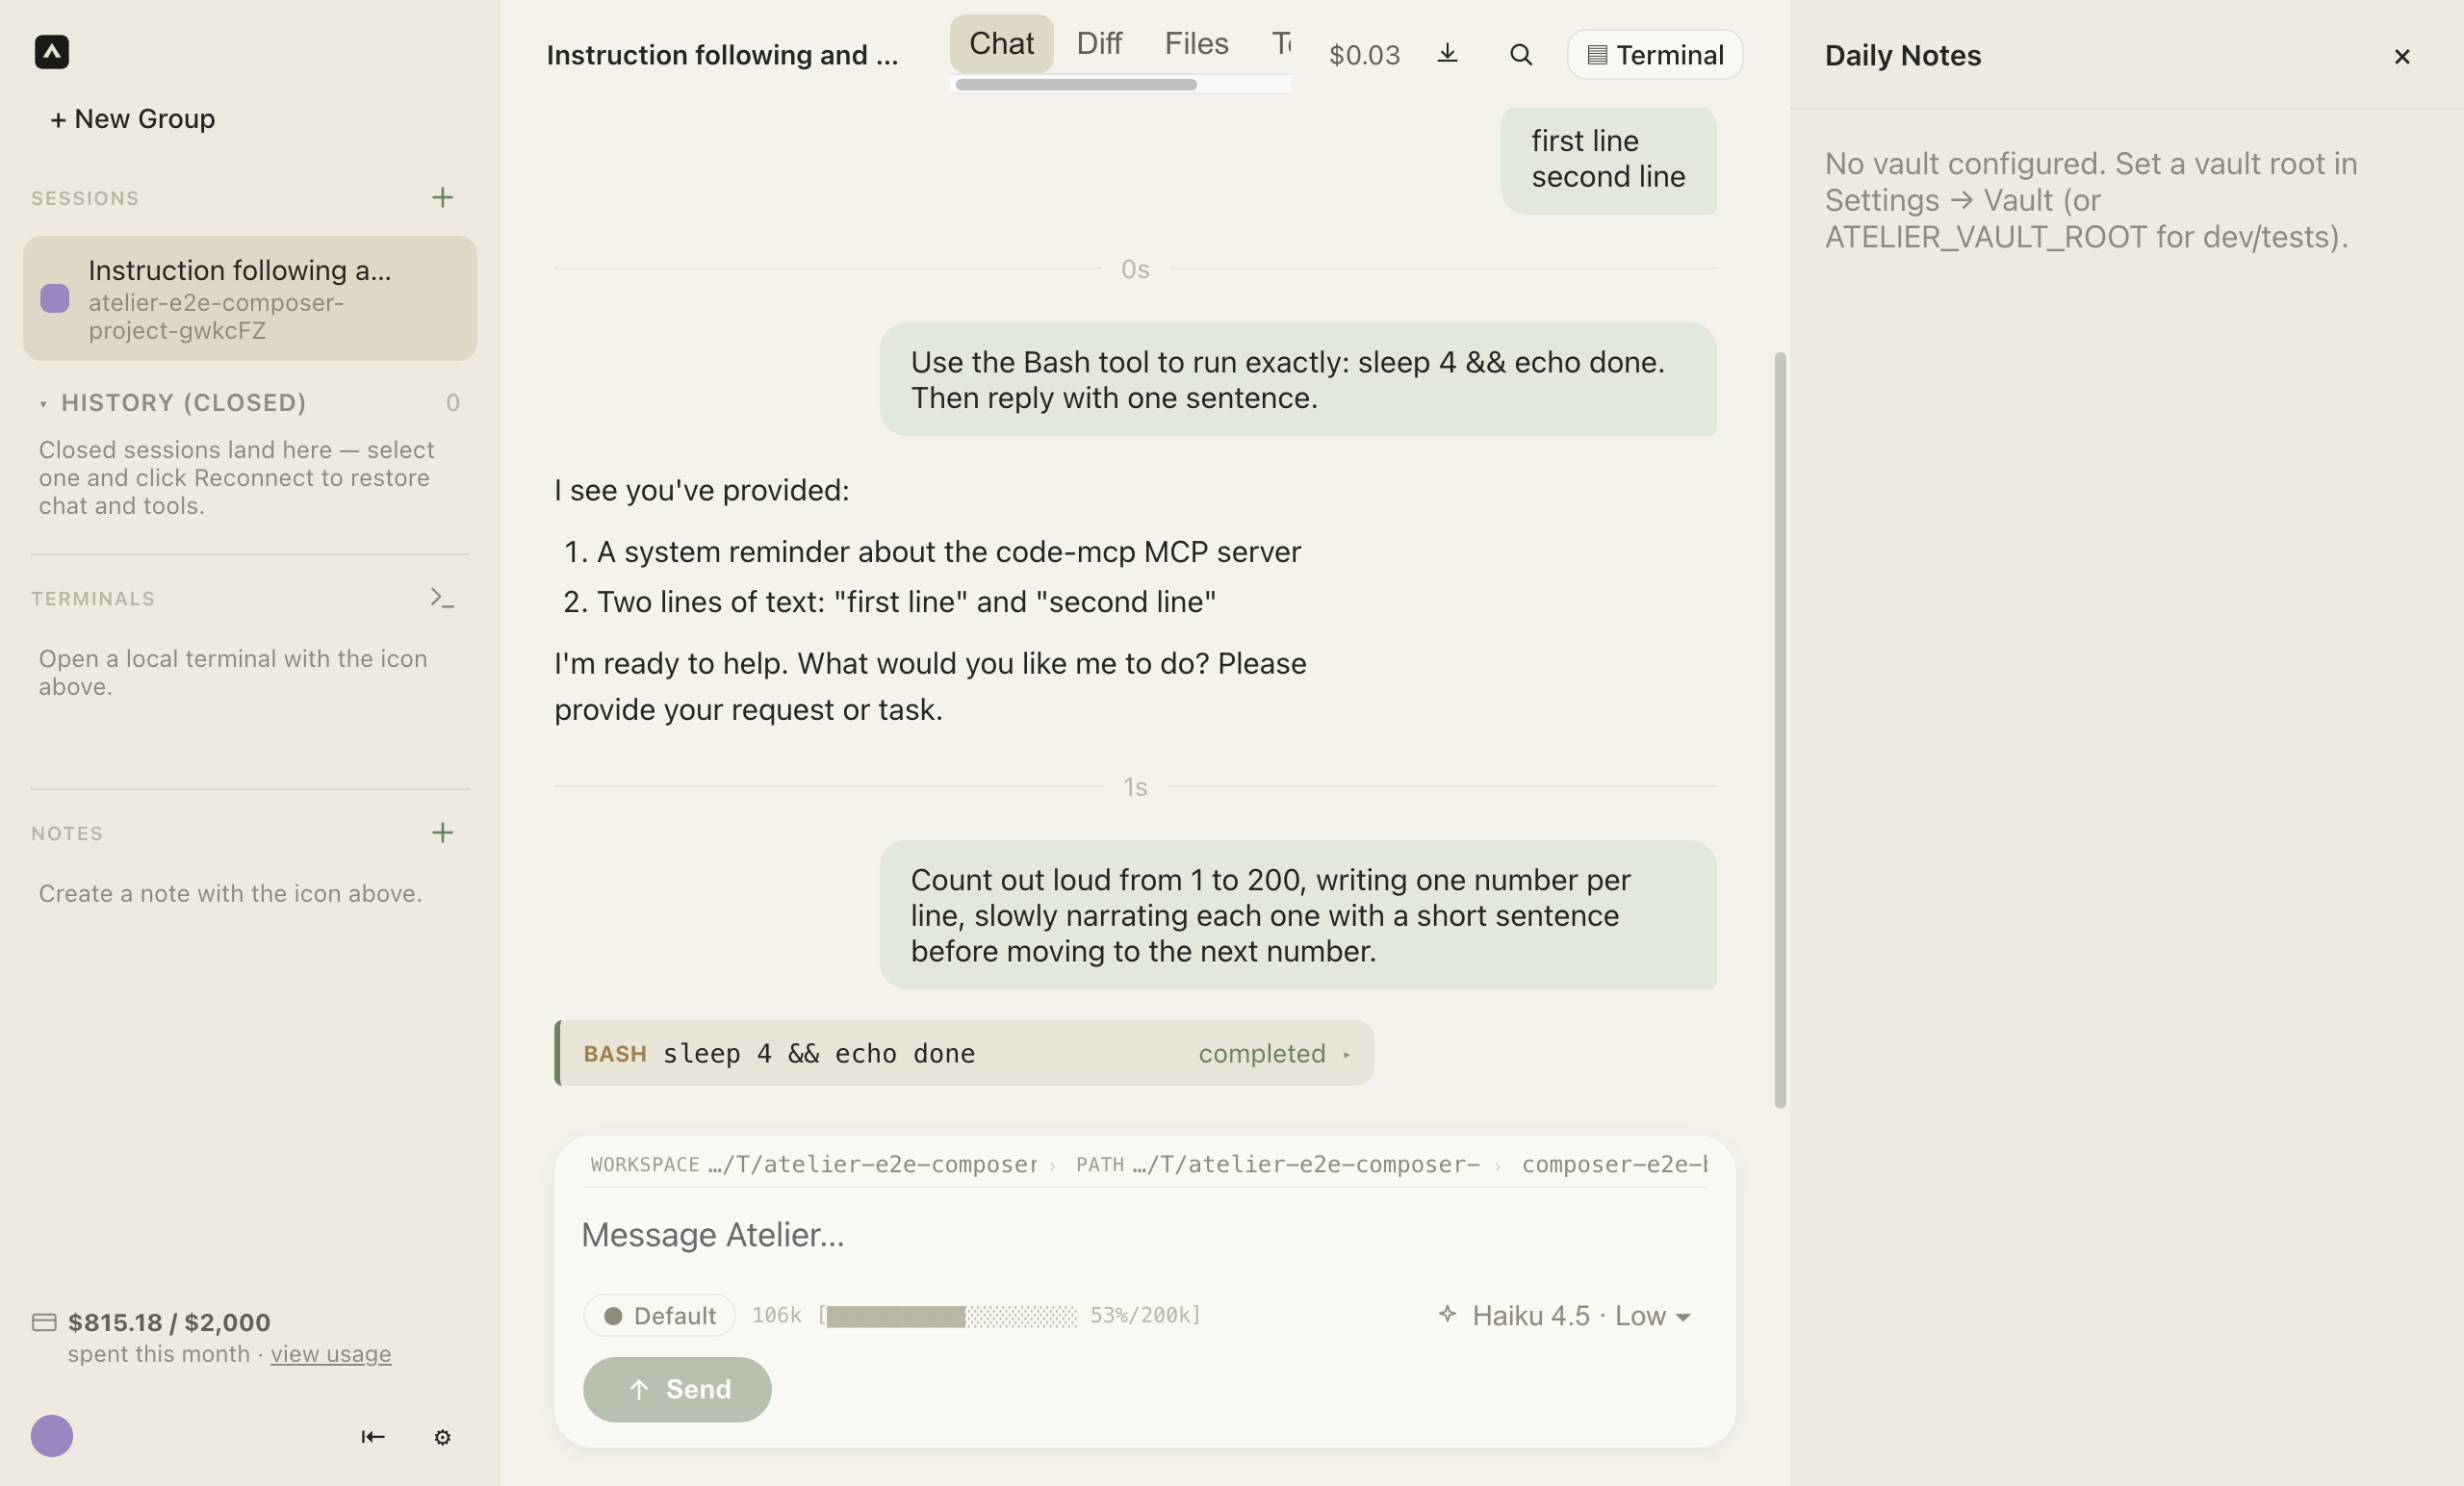 + New Group
SESSIONS
Instruction following a...
atelier-e2e-composer-
project-gwkcFZ
HISTORY (CLOSED) 0
Closed sessions land here — select
one and click Reconnect to restore
chat and tools.
TERMINALS
Open a local terminal with the icon
above.
NOTES
Create a note with the icon above.
$815.18 / $2,000
spent this month · view usage
Instruction following and ...
Chat Diff Files
$0.03 Terminal
first line
second line
0s
Use the Bash tool to run exactly: sleep 4 && echo done.
Then reply with one sentence.
I see you've provided:
1. A system reminder about the code-mcp MCP server
2. Two lines of text: "first line" and "second line"
I'm ready to help. What would you like me to do? Please
provide your request or task.
1s
Count out loud from 1 to 200, writing one number per
line, slowly narrating each one with a short sentence
before moving to the next number.
BASH sleep 4 && echo done completed
WORKSPACE …/T/atelier-e2e-composer › PATH …/T/atelier-e2e-composer- › composer-e2e-b
Message Atelier...
Default 106k [ 53%/200k] Haiku 4.5 · Low
Send
Daily Notes
No vault configured. Set a vault root in
Settings → Vault (or
ATELIER_VAULT_ROOT for dev/tests).